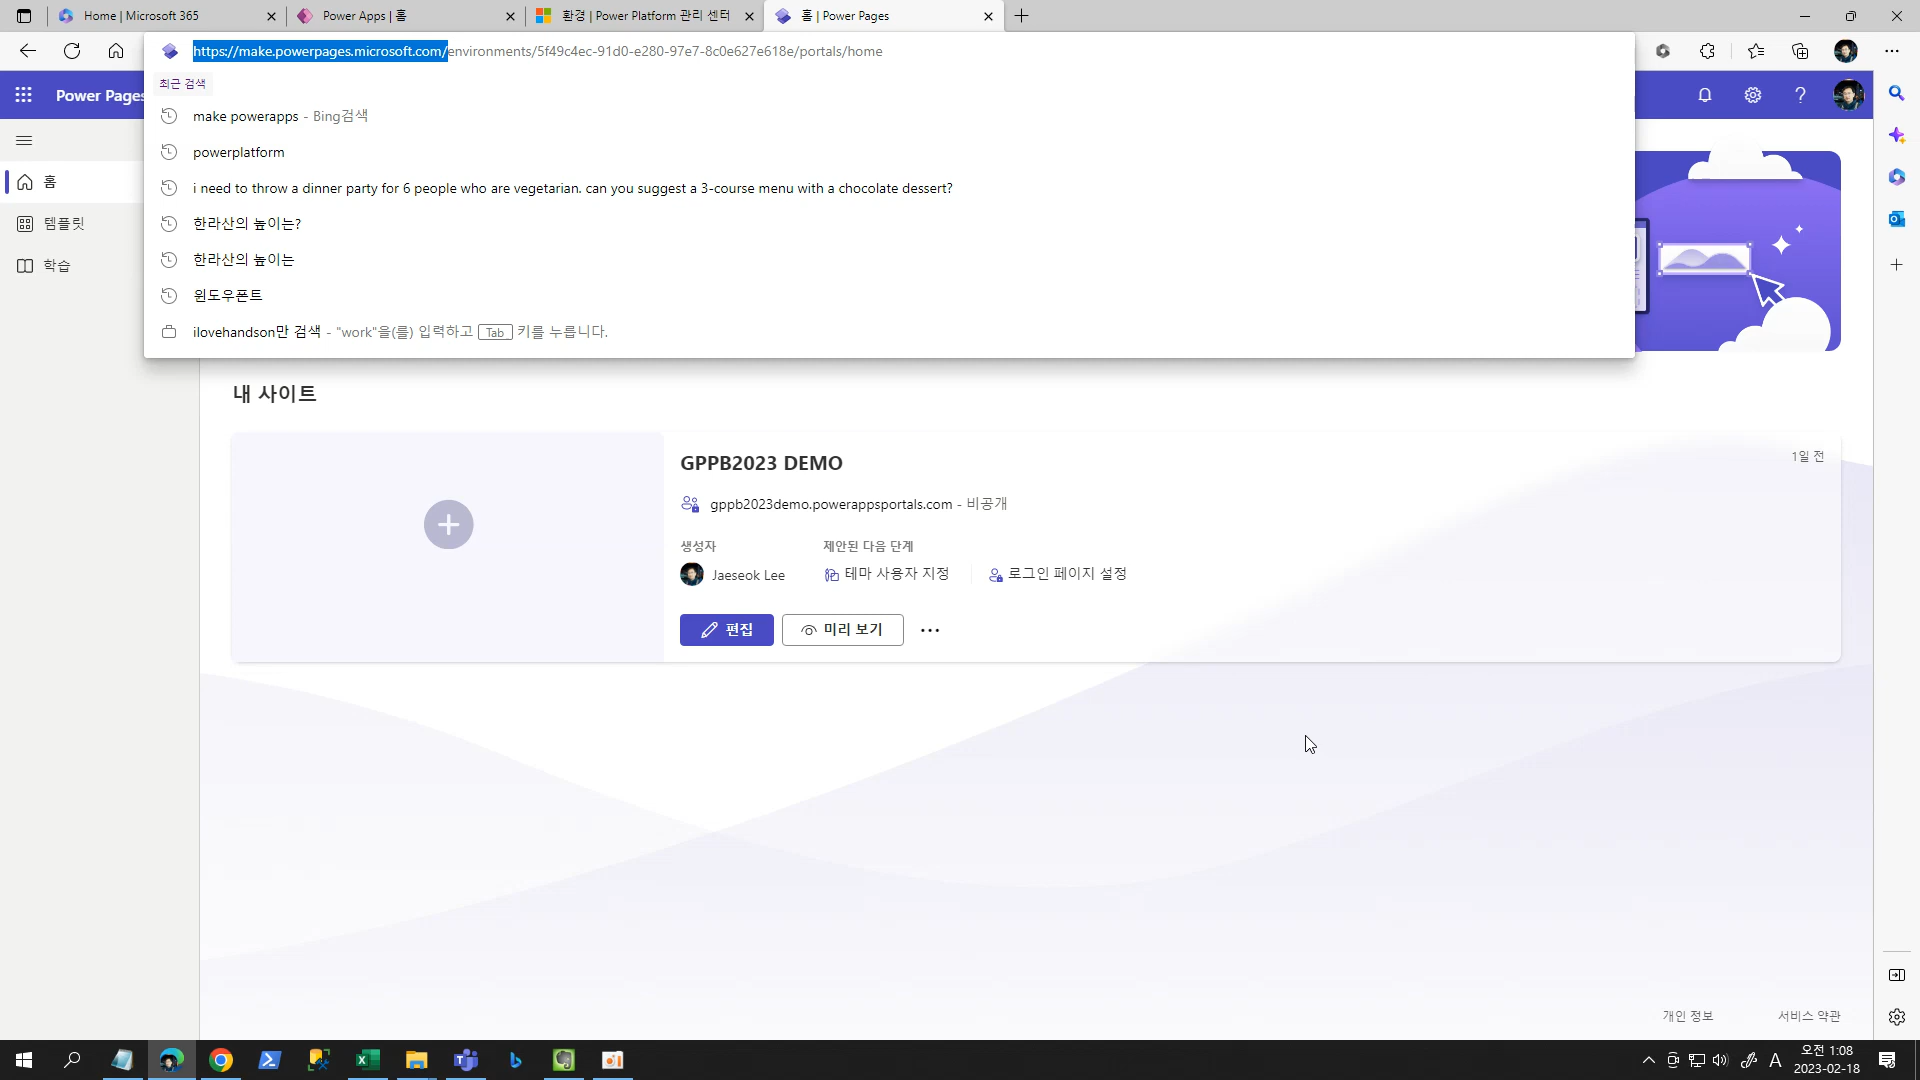 Home | Microsoft 365
Power Apps | 홈
환경 | Power Platform 관리 센터
홈 | Power Pages
https://make.powerpages.microsoft.com/environments/5f49c4ec-91d0-e280-97e7-8c0e627e618e/portals/home
Power Pages
최근 검색
make powerapps - Bing검색
powerplatform
i need to throw a dinner party for 6 people who are vegetarian. can you suggest a 3-course menu with a chocolate dessert?
한라산의 높이는?
한라산의 높이는
윈도우폰트
ilovehandson만 검색 - "work"을(를) 입력하고 Tab 키를 누릅니다.
홈
템플릿
학습
내 사이트
GPPB2023 DEMO
1일 전
gppb2023demo.powerappsportals.com - 비공개
생성자
제안된 다음 단계
Jaeseok Lee
테마 사용자 지정
로그인 페이지 설정
편집
미리 보기
개인 정보
서비스 약관
A
오전 1:08
2023-02-18